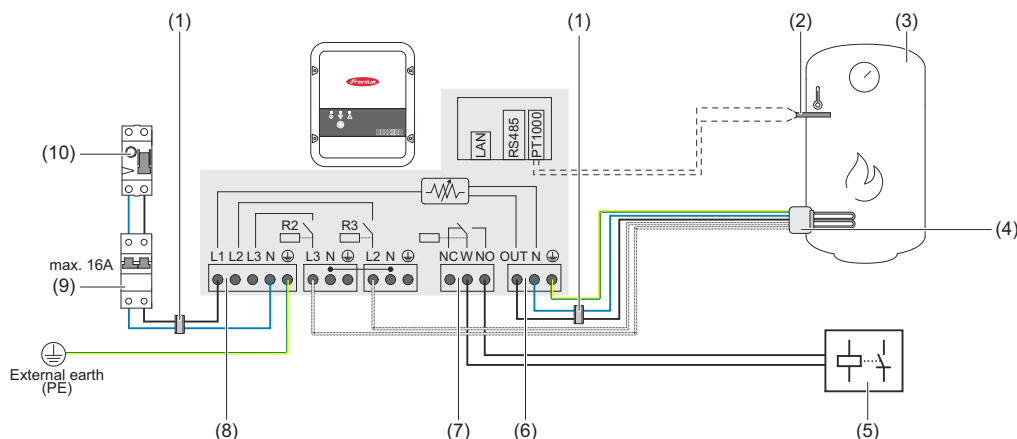 (1)
(1)
(2)
(3)
Fronius
LAN
RS485
PT1000
(10)
R2
R3
(4)
L1 L2 L3 N
L3 N
L2 N
NC W NO
OUT N
max. 16A
(9)
(1)
External earth
(PE)
(8)
(7)
(6)
(5)